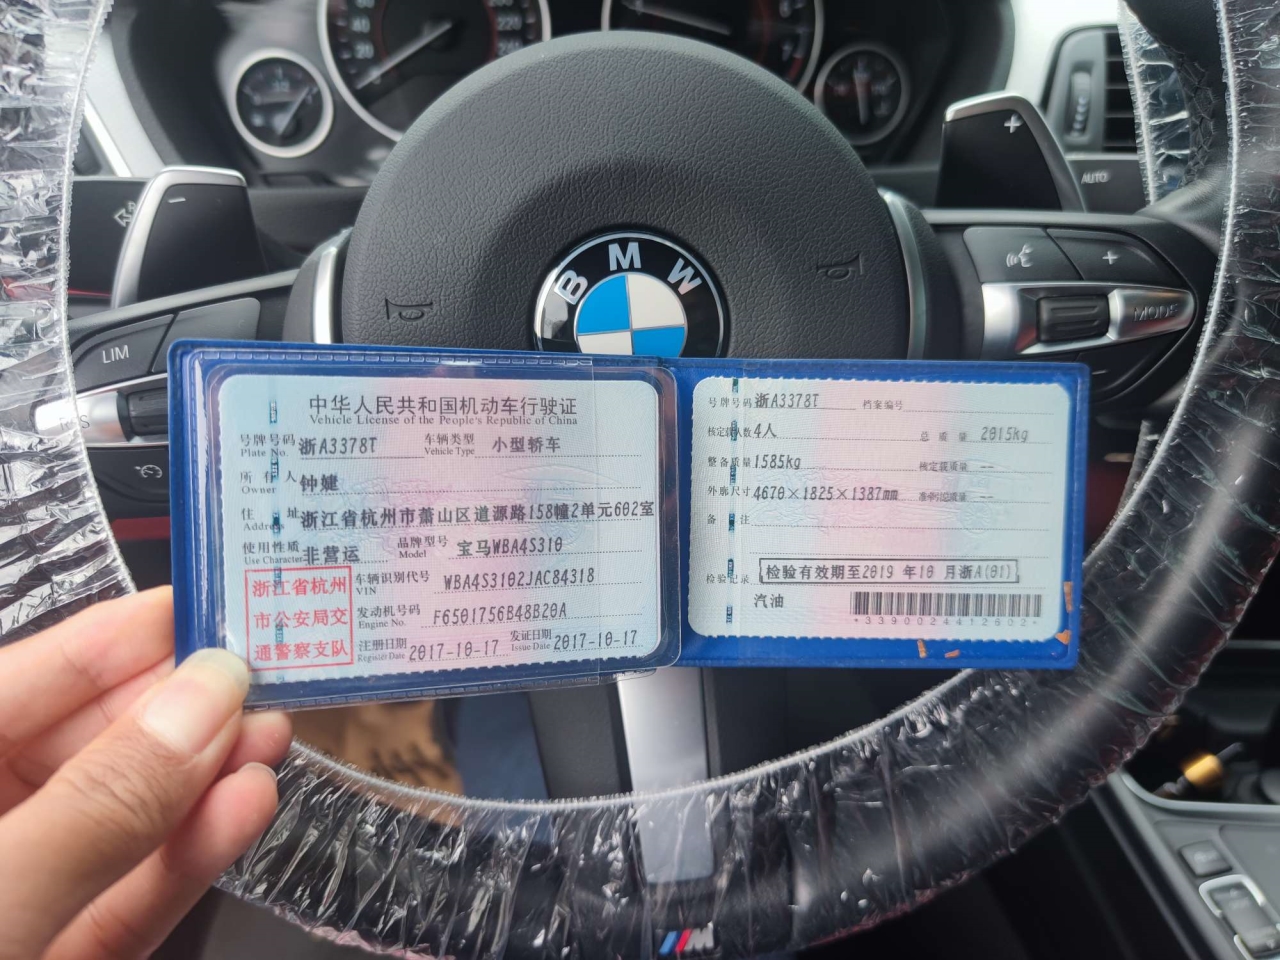 BMW
LIM
AUTO
MODE
中华人民共和国机动车行驶证
Vehicle License of the People's Republic of China
号牌号码 浙A3378T 车辆类型 小型轿车
Plate No. Vehicle Type
所有人 钟婕
Owner
住址 浙江省杭州市萧山区道源路158幢2单元602室
Address
使用性质 非营运 品牌型号 宝马WBA4S310
Use Character Model
浙江省杭州
市公安局交
通警察支队
车辆识别代号 WBA4S3102JAC84318
VIN
发动机号码 F6501756B48B20A
Engine No.
注册日期 2017-10-17 发证日期 2017-10-17
Register Date Issue Date
号牌号码 浙A3378T 档案编号
核定载人数 4人 总质量 2015kg
整备质量 1585kg 核定载质量 --
外廓尺寸 4670×1825×1387mm 准牵引总质量 --
备注
检验记录 检验有效期至2019 年10 月浙A(01)
汽油
*3390024412602*
M